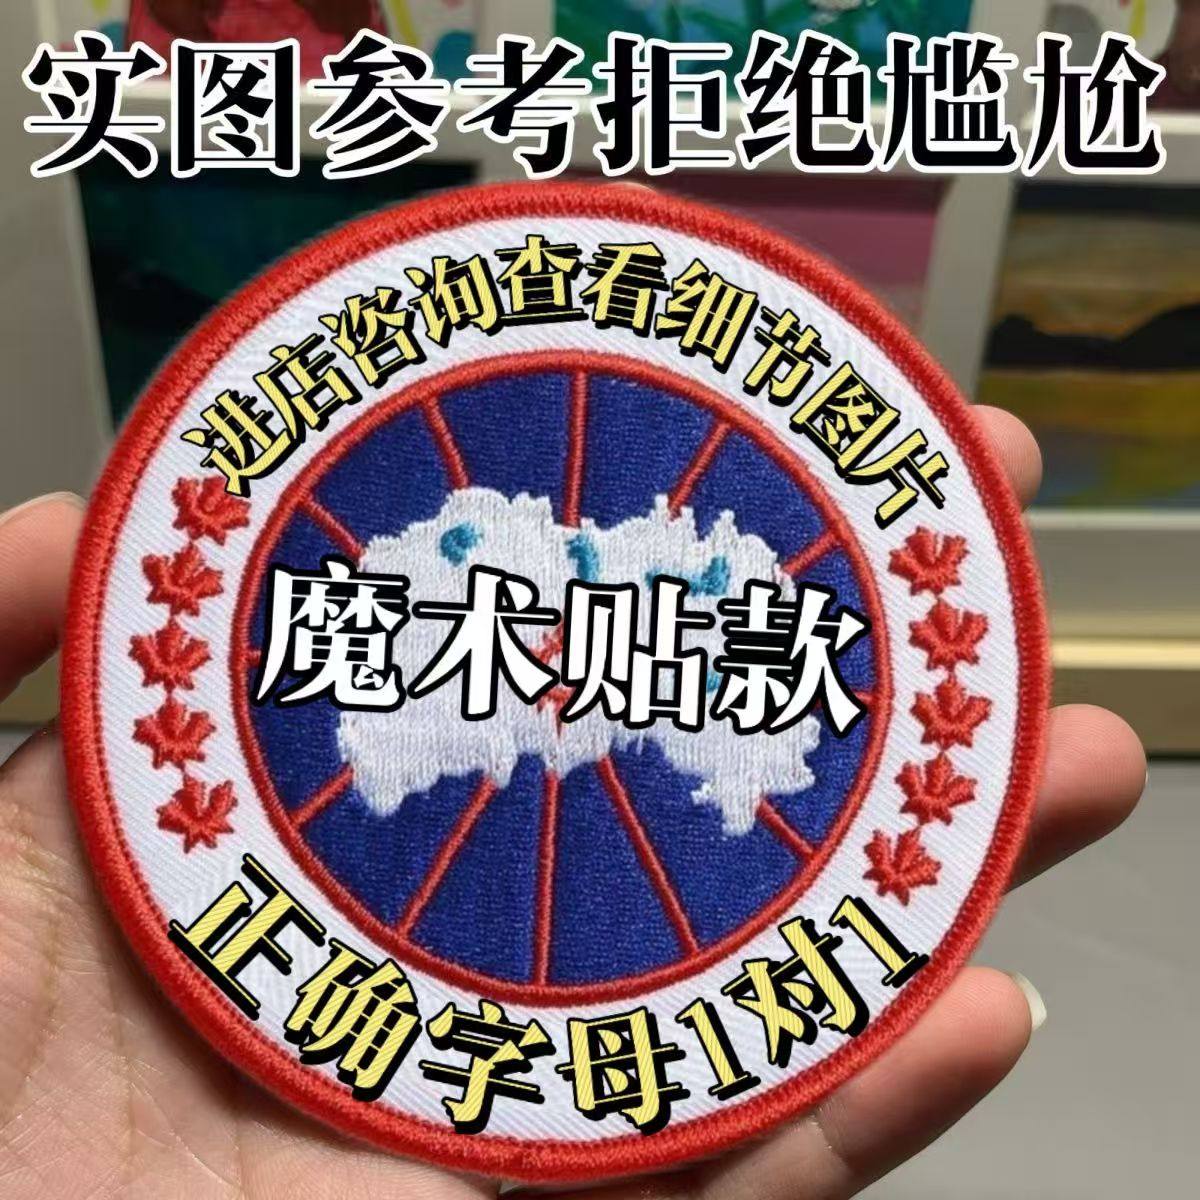 实图参考拒绝尴尬
进店咨询查看细节图片
魔术贴款
正确字母1对1